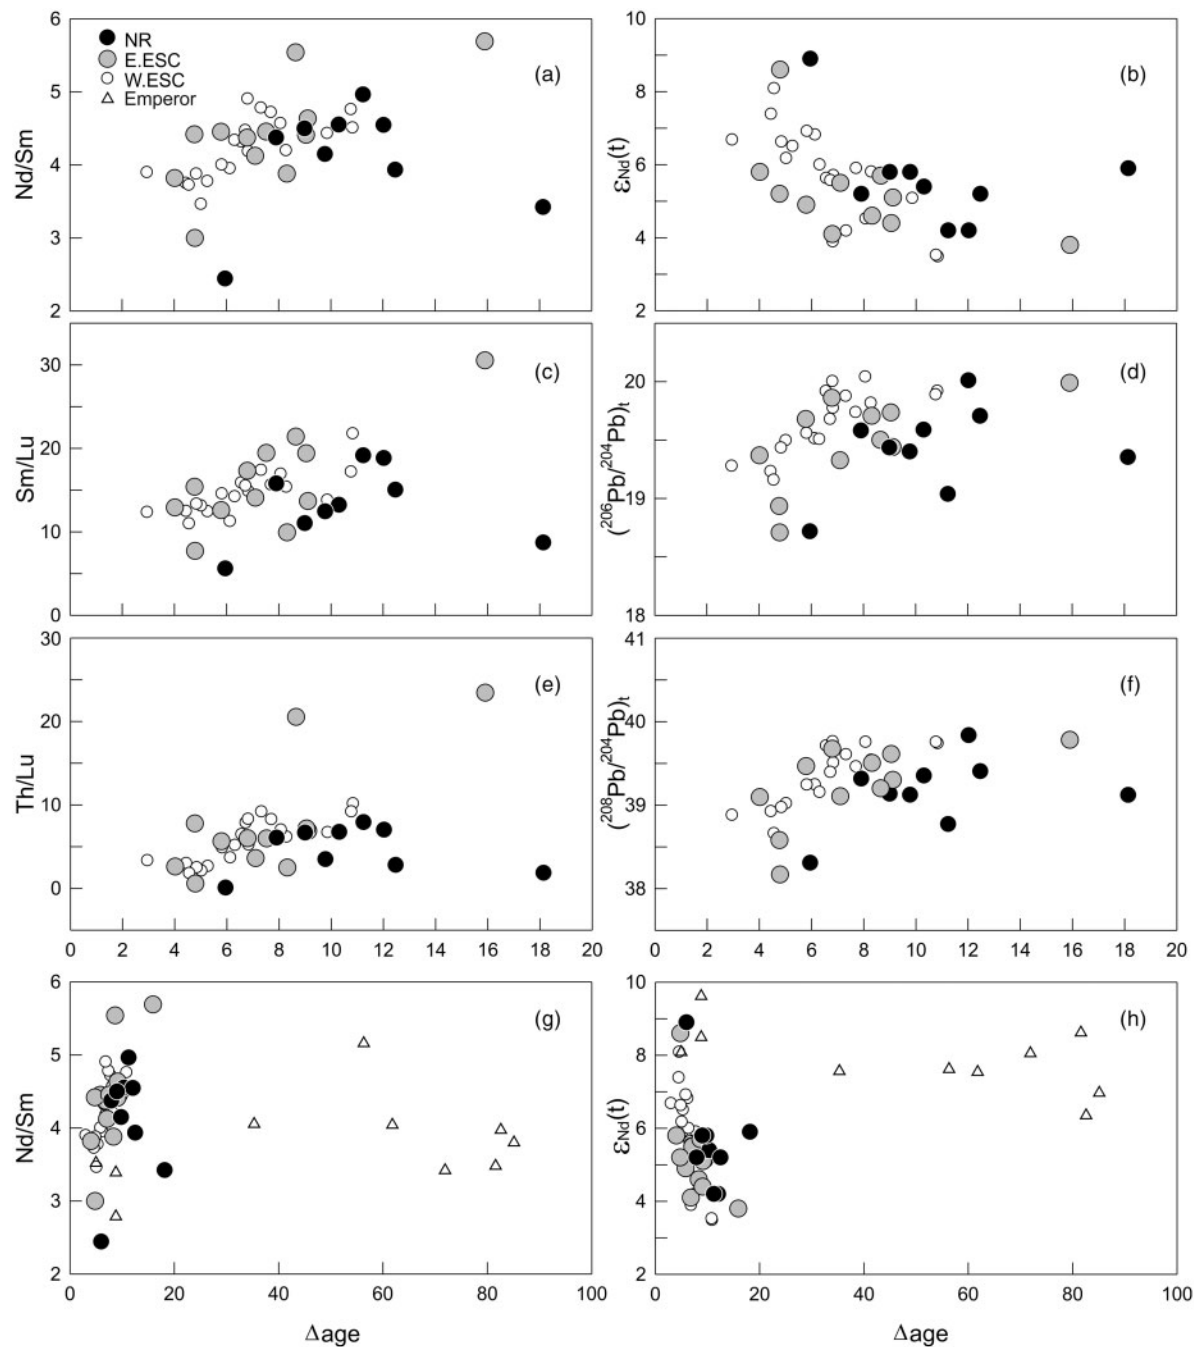 6
5
4
3
2
Nd/Sm
NR
E.ESC
W.ESC
Emperor
(a)
10
8
6
4
2
εNd(t)
(b)
30
20
10
0
Sm/Lu
(c)
20
19
18
(²⁰⁶Pb/²⁰⁴Pb)t
(d)
30
20
10
0
Th/Lu
(e)
0 2 4 6 8 10 12 14 16 18 20
41
40
39
38
(²⁰⁸Pb/²⁰⁴Pb)t
(f)
0 2 4 6 8 10 12 14 16 18 20
6
5
4
3
2
Nd/Sm
(g)
0 20 40 60 80 100
Δage
10
8
6
4
2
εNd(t)
(h)
0 20 40 60 80 100
Δage